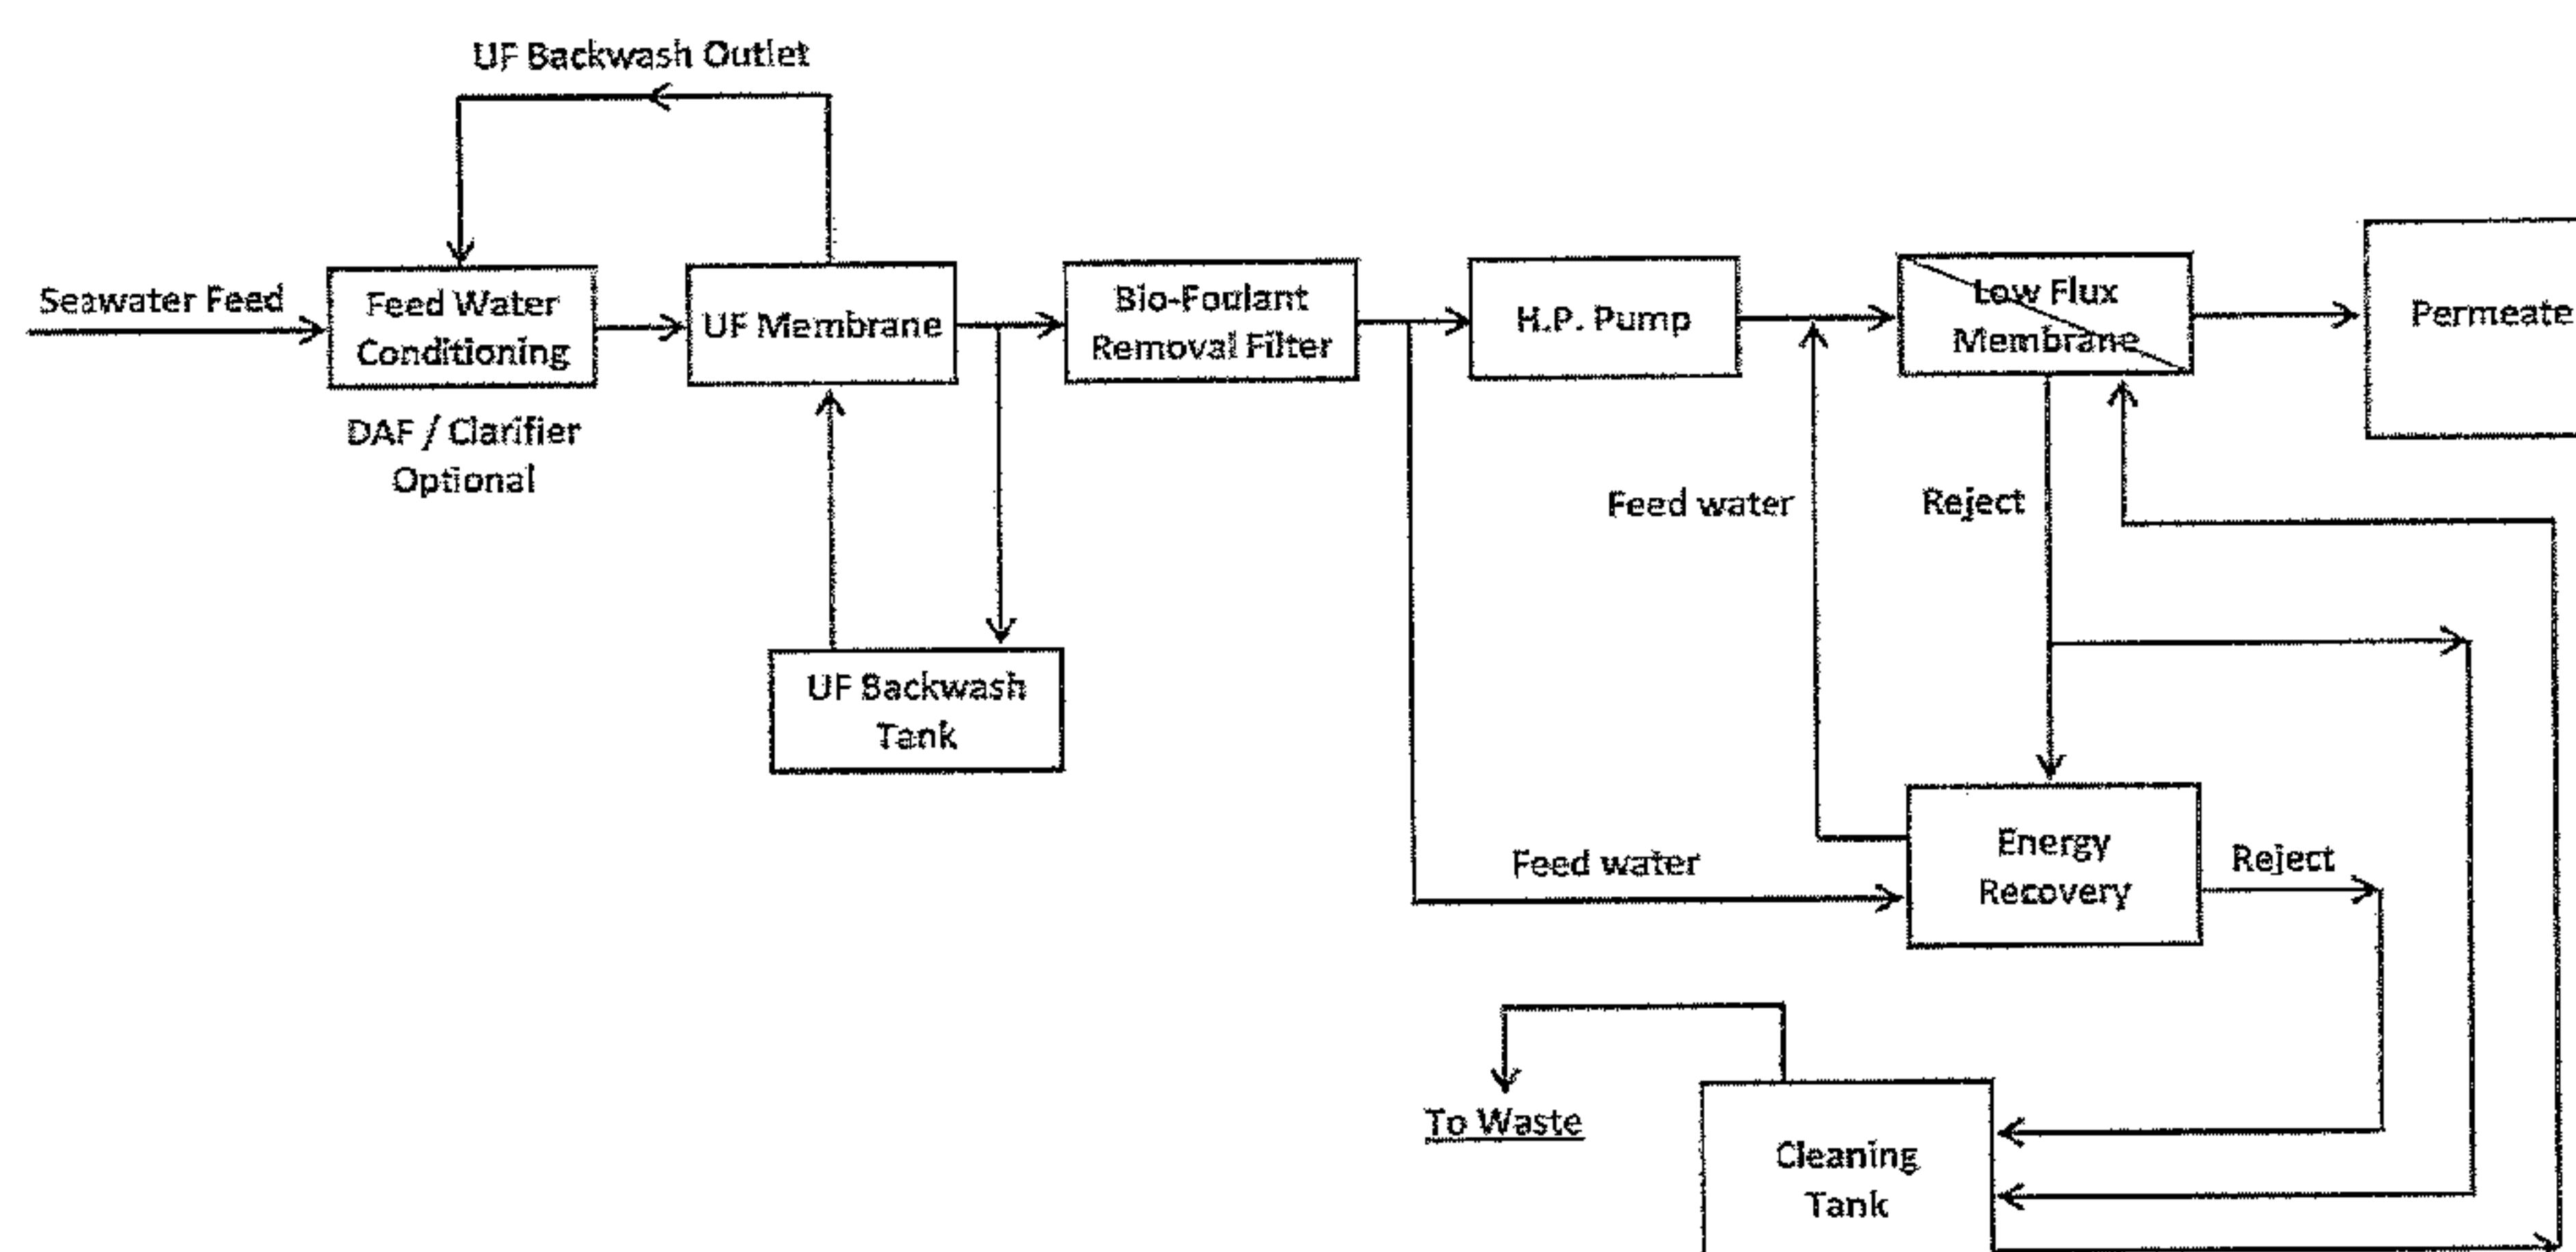 UF Backwash Outlet
Seawater Feed
Feed Water
Conditioning
DAF / Clarifier
Optional
UF Membrane
UF Backwash
Tank
Bio-Foulant
Removal Filter
H.P. Pump
Low Flux
Membrane
Permeate
Feed water
Reject
Feed water
Energy
Recovery
Reject
To Waste
Cleaning
Tank